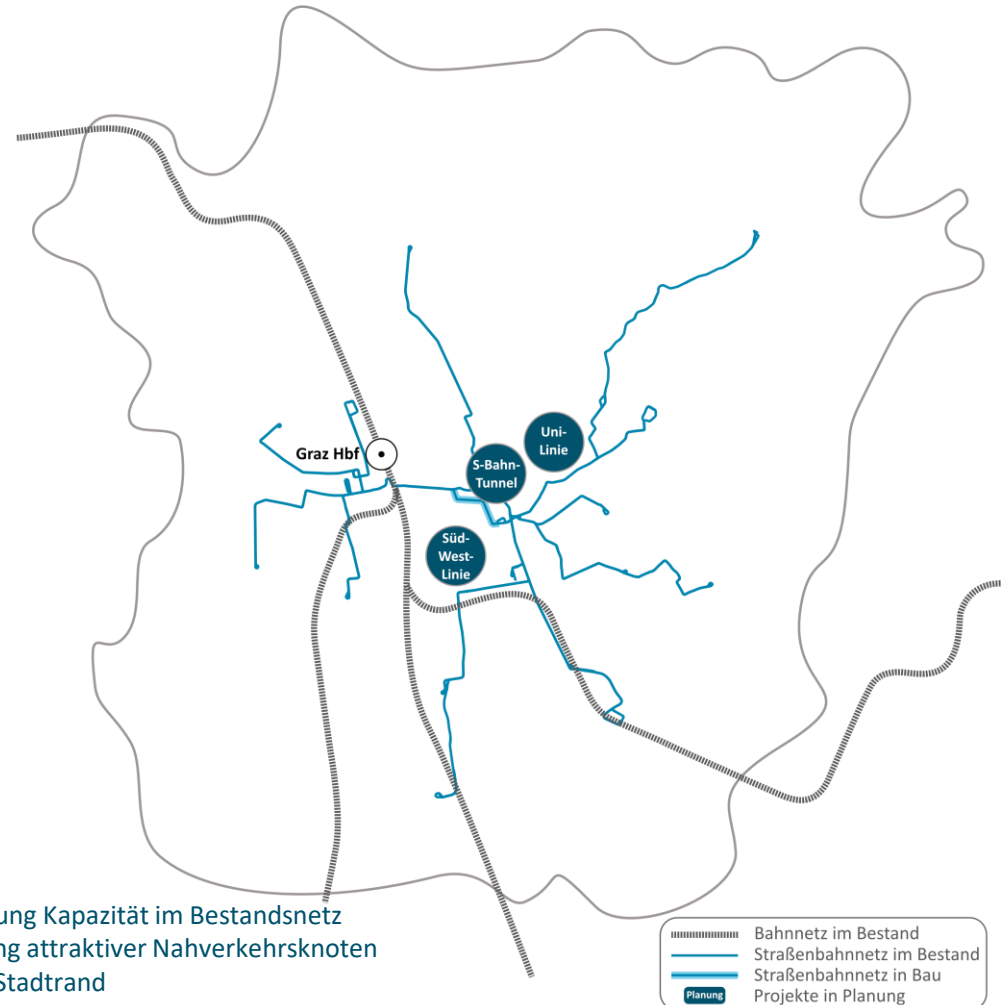 Uni-
Linie
S-Bahn-
Tunnel
Graz Hbf
Süd-
West-
Linie
ung Kapazität im Bestandsnetz
ng attraktiver Nahverkehrsknoten
Stadtrand
Bahnnetz im Bestand
Straßenbahnnetz im Bestand
Straßenbahnnetz in Bau
Planung Projekte in Planung